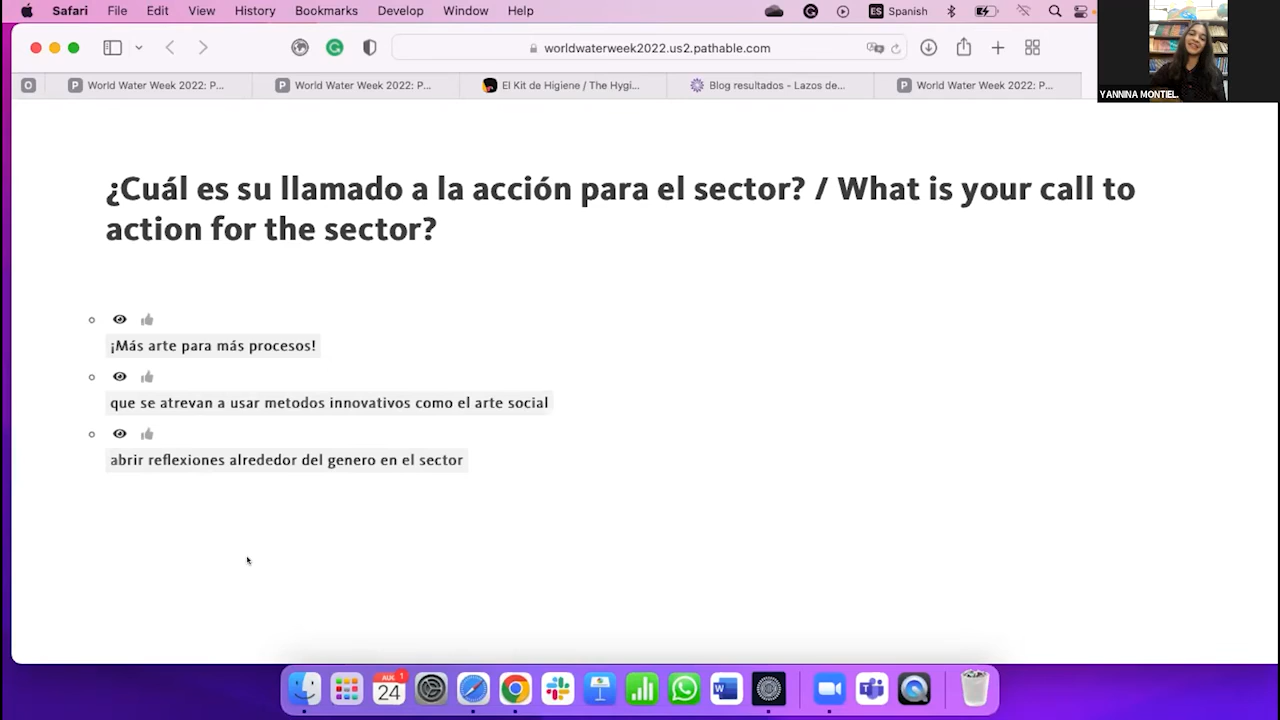 Safari File Edit View History Bookmarks Develop Window Help ES Spanish
worldwaterweek2022.us2.pathable.com
O P World Water Week 2022: P... P World Water Week 2022: P... El Kit de Higiene / The Hygi... Blog resultados - Lazos de... P World Water Week 2022: P...
YANNINA MONTIEL
¿Cuál es su llamado a la acción para el sector? / What is your call to
action for the sector?
¡Más arte para más procesos!
que se atrevan a usar metodos innovativos como el arte social
abrir reflexiones alrededor del genero en el sector
AUG 1
24
W